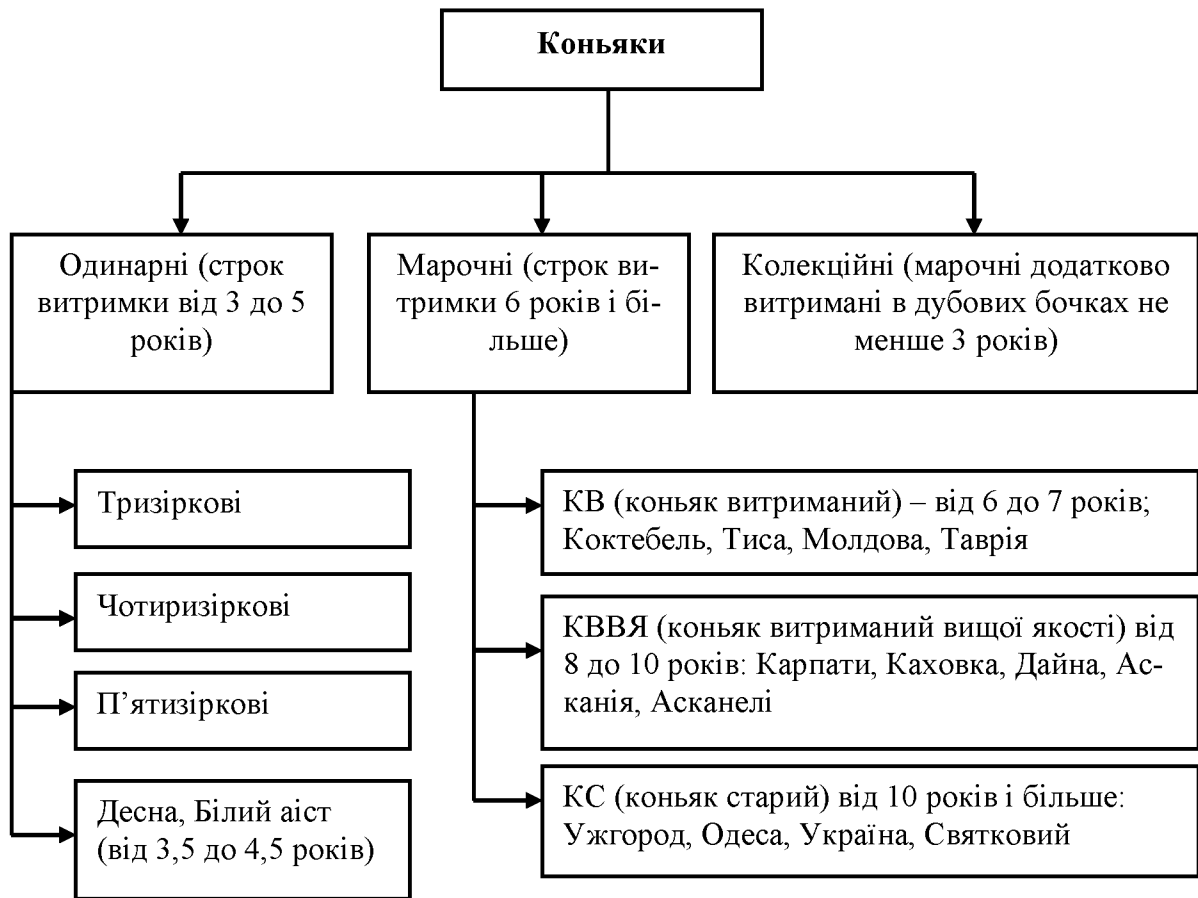 Коньяки
Одинарні (строк
витримки від 3 до 5
років)
Марочні (строк ви-
тримки 6 років і бі-
льше)
Колекційні (марочні додатково
витримані в дубових бочках не
менше 3 років)
Тризіркові
Чотиризіркові
П’ятизіркові
Десна, Білий аіст
(від 3,5 до 4,5 років)
КВ (коньяк витриманий) – від 6 до 7 років;
Коктебель, Тиса, Молдова, Таврія
КВВЯ (коньяк витриманий вищої якості) від
8 до 10 років: Карпати, Каховка, Дайна, Ас-
канія, Асканелі
КС (коньяк старий) від 10 років і більше:
Ужгород, Одеса, Україна, Святковий